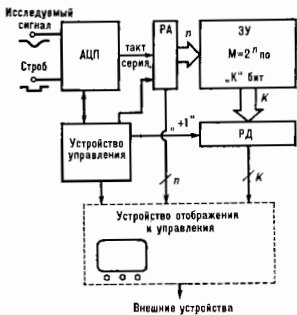 Исследуемый
сигнал
Строб
АЦП
такт
серия
РА
n
ЗУ
М=2ⁿ по
„К" бит
К
Устройство
управления
„+1"
РД
n
К
Устройство отображения
и управления
Внешние устройства